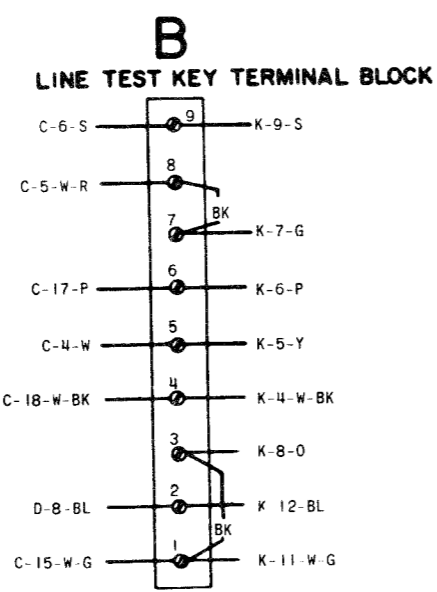 B
LINE TEST KEY TERMINAL BLOCK
C-6-S 9 K-9-S
C-5-W-R 8
BK
7 K-7-G
C-17-P 6 K-6-P
C-4-W 5 K-5-Y
C-18-W-BK 4 K-4-W-BK
3 K-8-O
D-8-BL 2 K 12-BL
BK
C-15-W-G 1 K-11-W-G